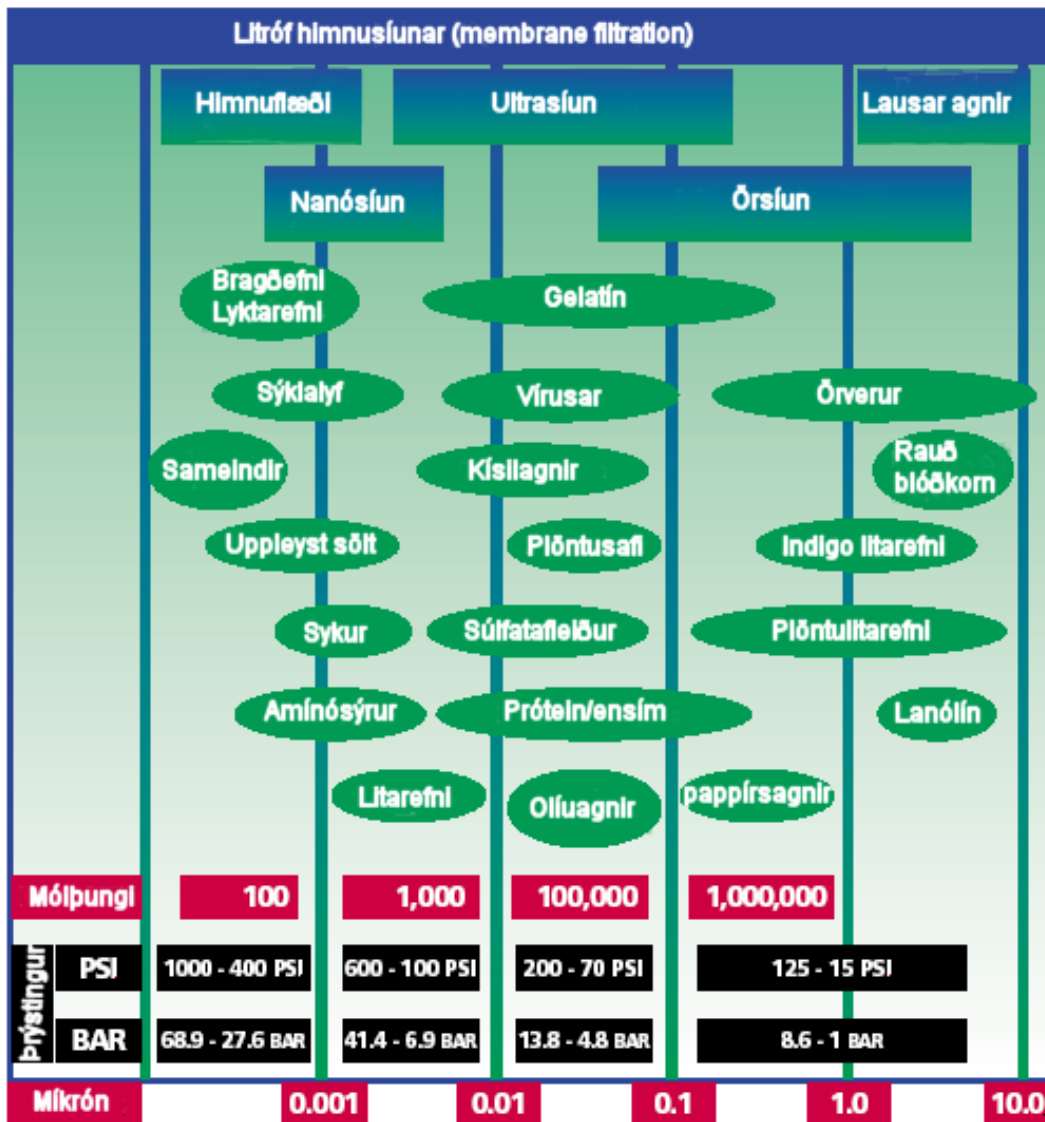 Litróf himnusíunar (membrane filtration)
Himnuflæði
Ultrasíun
Lausar agnir
Nanósíun
Örsíun
Bragðefni
Lyktarefni
Gelatín
Sýklalyf
Vírusar
Örverur
Sameindir
Kísilagnir
Rauð
blóðkorn
Uppleyst sölt
Plöntusafi
Indigo litarefni
Sykur
Súlfatafleiður
Plöntulitarefni
Amínósýrur
Prótein/ensím
Lanólín
Litarefni
Olíuagnir
pappírsagnir
Mólþungi
100
1,000
100,000
1,000,000
Þrýstingur
PSI
1000 - 400 PSI
600 - 100 PSI
200 - 70 PSI
125 - 15 PSI
BAR
68.9 - 27.6 BAR
41.4 - 6.9 BAR
13.8 - 4.8 BAR
8.6 - 1 BAR
Míkrón
0.001
0.01
0.1
1.0
10.0